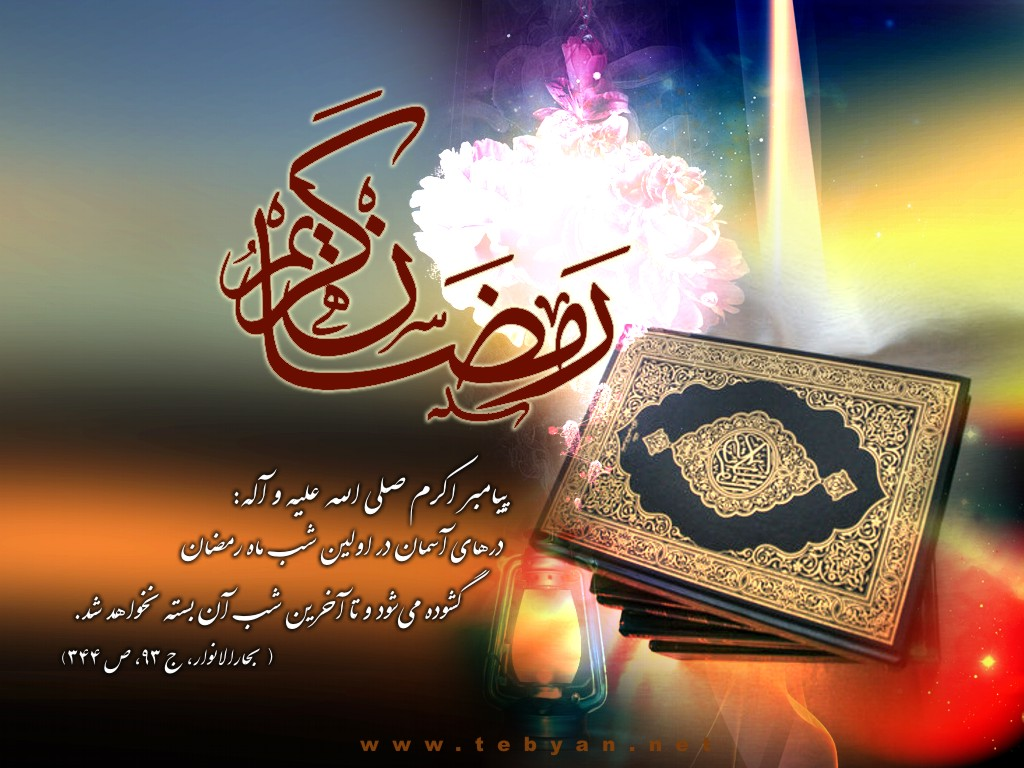 رمضان كريم
پیامبر اکرم صلی الله علیه و آله:
درهای آسمان در اولین شب ماه رمضان
گشوده می شود و تا آخرین شب آن بسته نخواهد شد.
( بحارالانوار، ج ۹۳، ص ۳۴۴)
www.tebyan.net